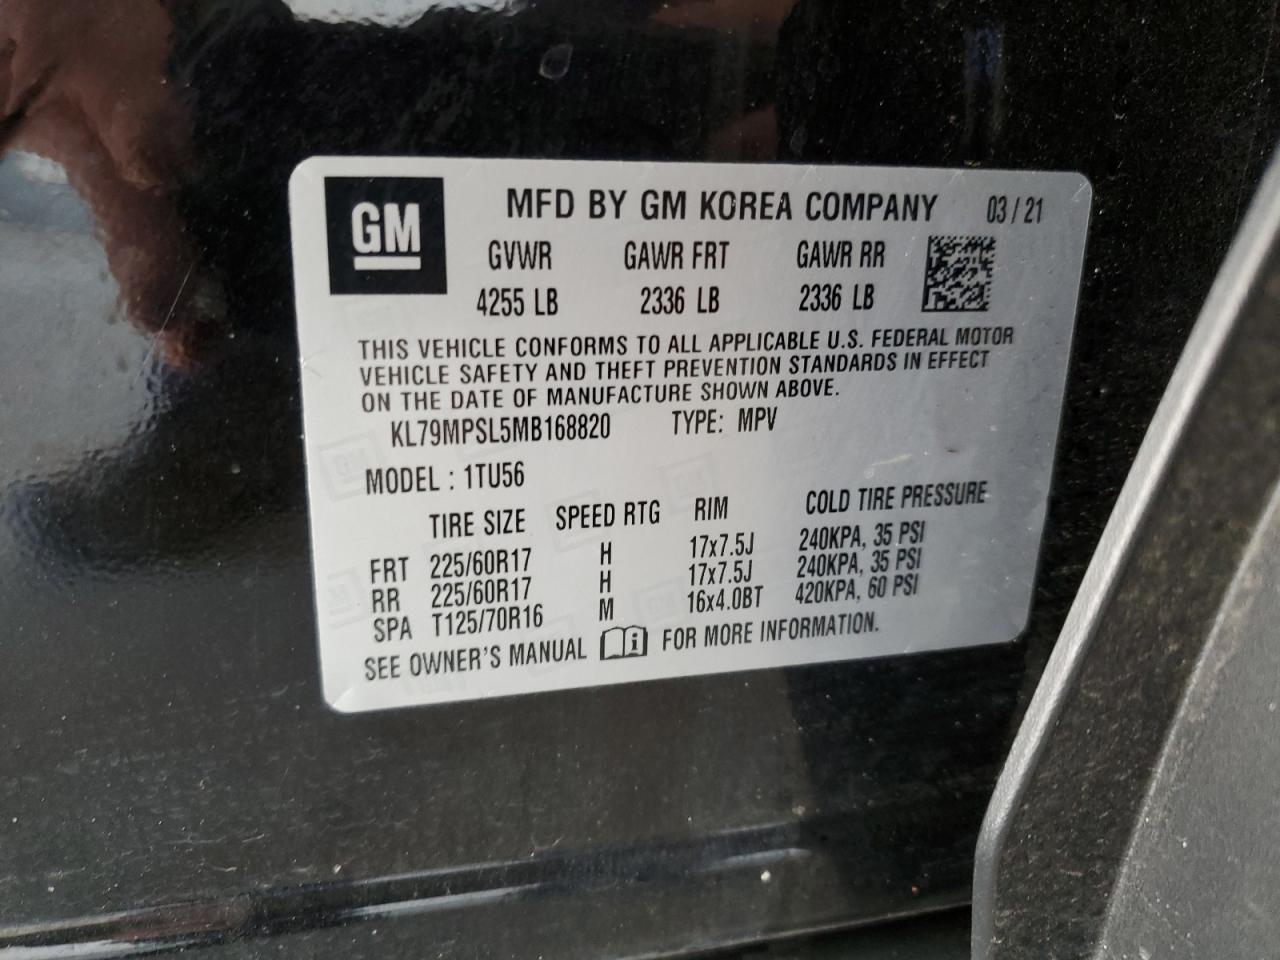 GM
MFD BY GM KOREA COMPANY 03/21
GVWR GAWR FRT GAWR RR
4255 LB 2336 LB 2336 LB
THIS VEHICLE CONFORMS TO ALL APPLICABLE U.S. FEDERAL MOTOR
VEHICLE SAFETY AND THEFT PREVENTION STANDARDS IN EFFECT
ON THE DATE OF MANUFACTURE SHOWN ABOVE.
KL79MPSL5MB168820 TYPE: MPV
MODEL : 1TU56
TIRE SIZE SPEED RTG RIM COLD TIRE PRESSURE
FRT 225/60R17 H 17x7.5J 240KPA, 35 PSI
RR 225/60R17 H 17x7.5J 240KPA, 35 PSI
SPA T125/70R16 M 16x4.0BT 420KPA, 60 PSI
SEE OWNER'S MANUAL i FOR MORE INFORMATION.